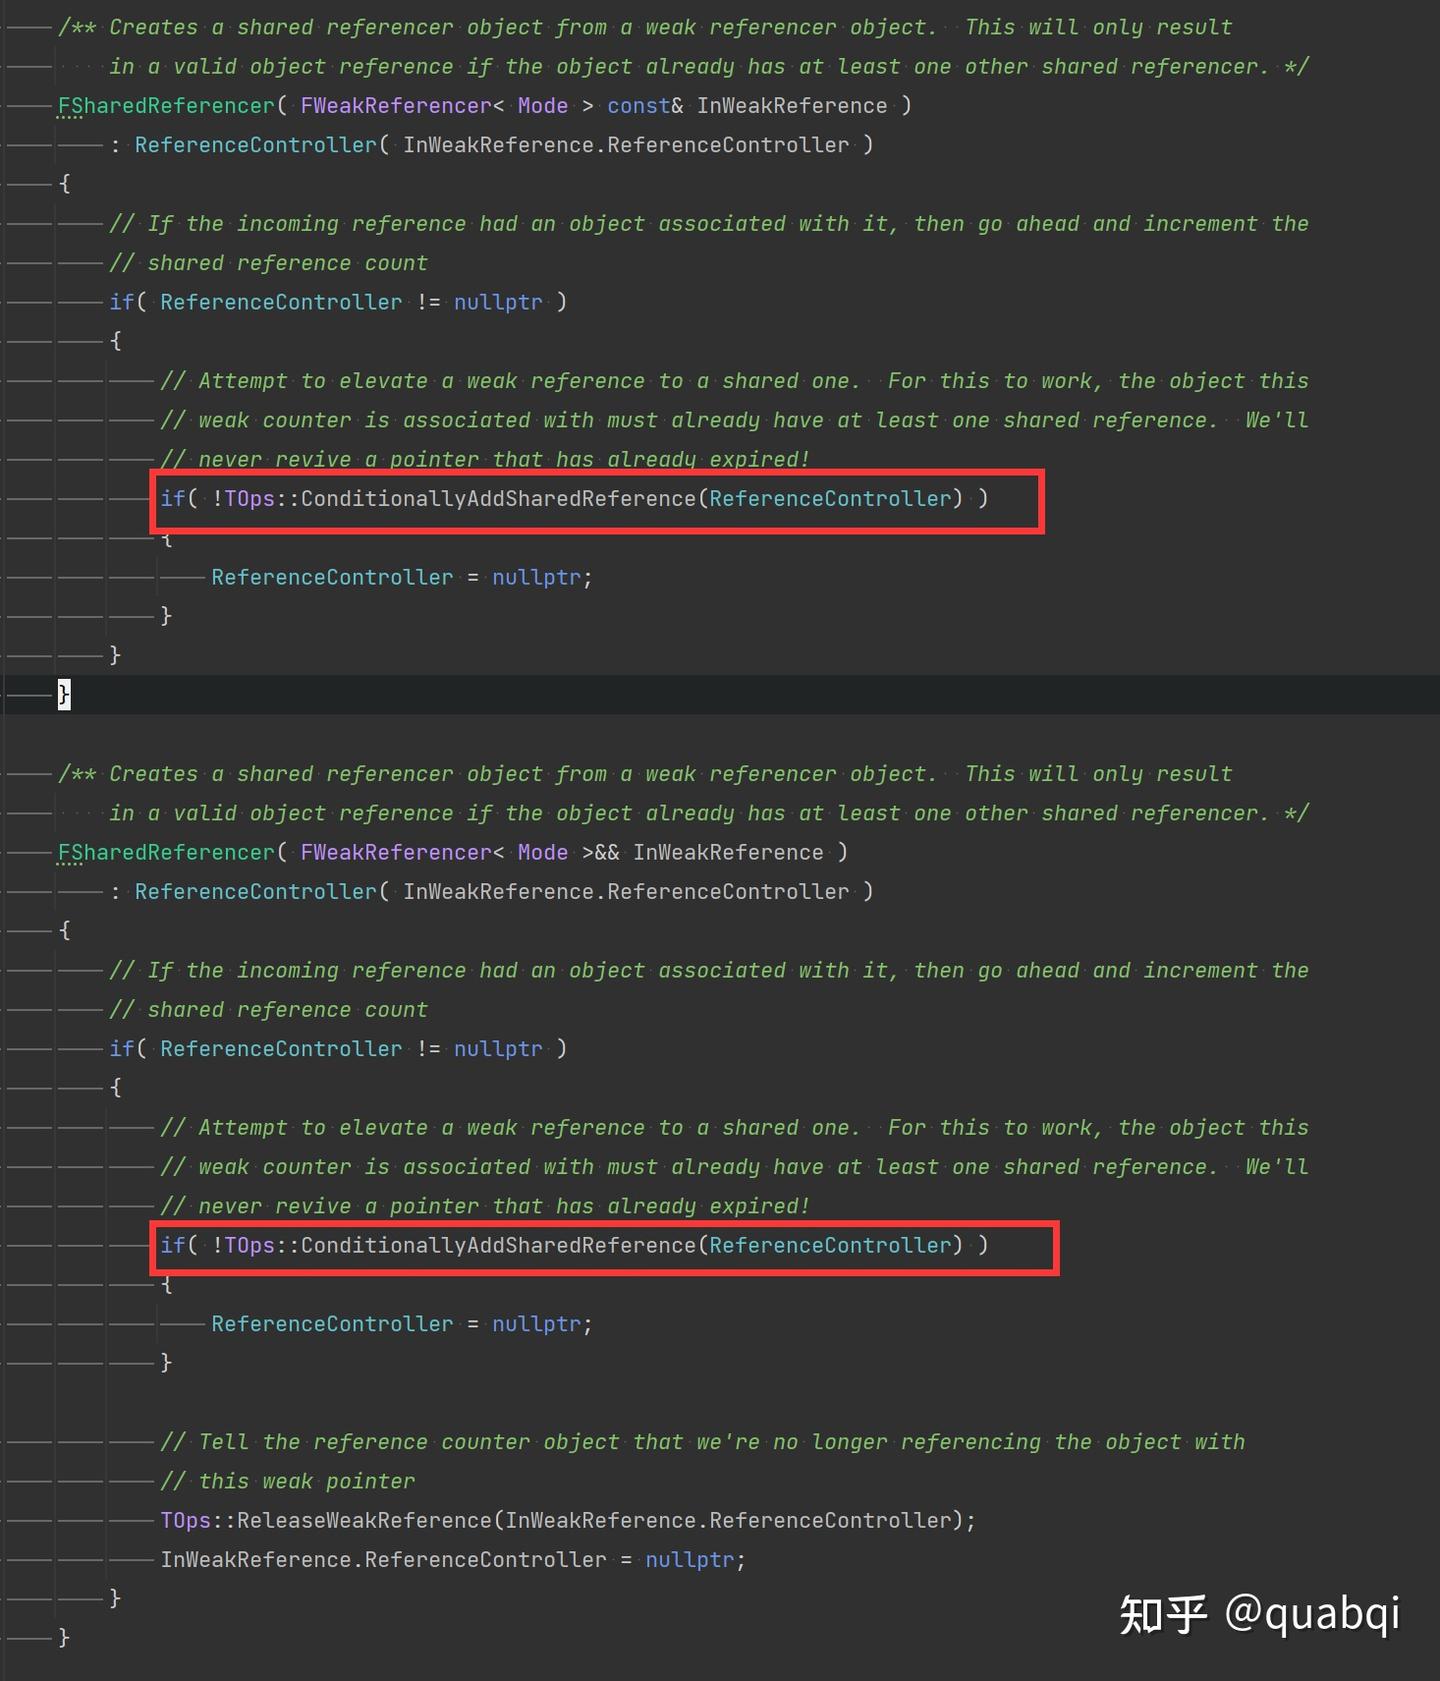 /** Creates a shared referencer object from a weak referencer object.  This will only result
    in a valid object reference if the object already has at least one other shared referencer. */
FSharedReferencer( FWeakReferencer< Mode > const& InWeakReference )
    : ReferenceController( InWeakReference.ReferenceController )
{
    // If the incoming reference had an object associated with it, then go ahead and increment the
    // shared reference count
    if( ReferenceController != nullptr )
    {
        // Attempt to elevate a weak reference to a shared one.  For this to work, the object this
        // weak counter is associated with must already have at least one shared reference.  We'll
        // never revive a pointer that has already expired!
        if( !TOps::ConditionallyAddSharedReference(ReferenceController) )
        {
            ReferenceController = nullptr;
        }
    }
}

/** Creates a shared referencer object from a weak referencer object.  This will only result
    in a valid object reference if the object already has at least one other shared referencer. */
FSharedReferencer( FWeakReferencer< Mode >&& InWeakReference )
    : ReferenceController( InWeakReference.ReferenceController )
{
    // If the incoming reference had an object associated with it, then go ahead and increment the
    // shared reference count
    if( ReferenceController != nullptr )
    {
        // Attempt to elevate a weak reference to a shared one.  For this to work, the object this
        // weak counter is associated with must already have at least one shared reference.  We'll
        // never revive a pointer that has already expired!
        if( !TOps::ConditionallyAddSharedReference(ReferenceController) )
        {
            ReferenceController = nullptr;
        }

        // Tell the reference counter object that we're no longer referencing the object with
        // this weak pointer
        TOps::ReleaseWeakReference(InWeakReference.ReferenceController);
        InWeakReference.ReferenceController = nullptr;
    }
}
知乎 @quabqi